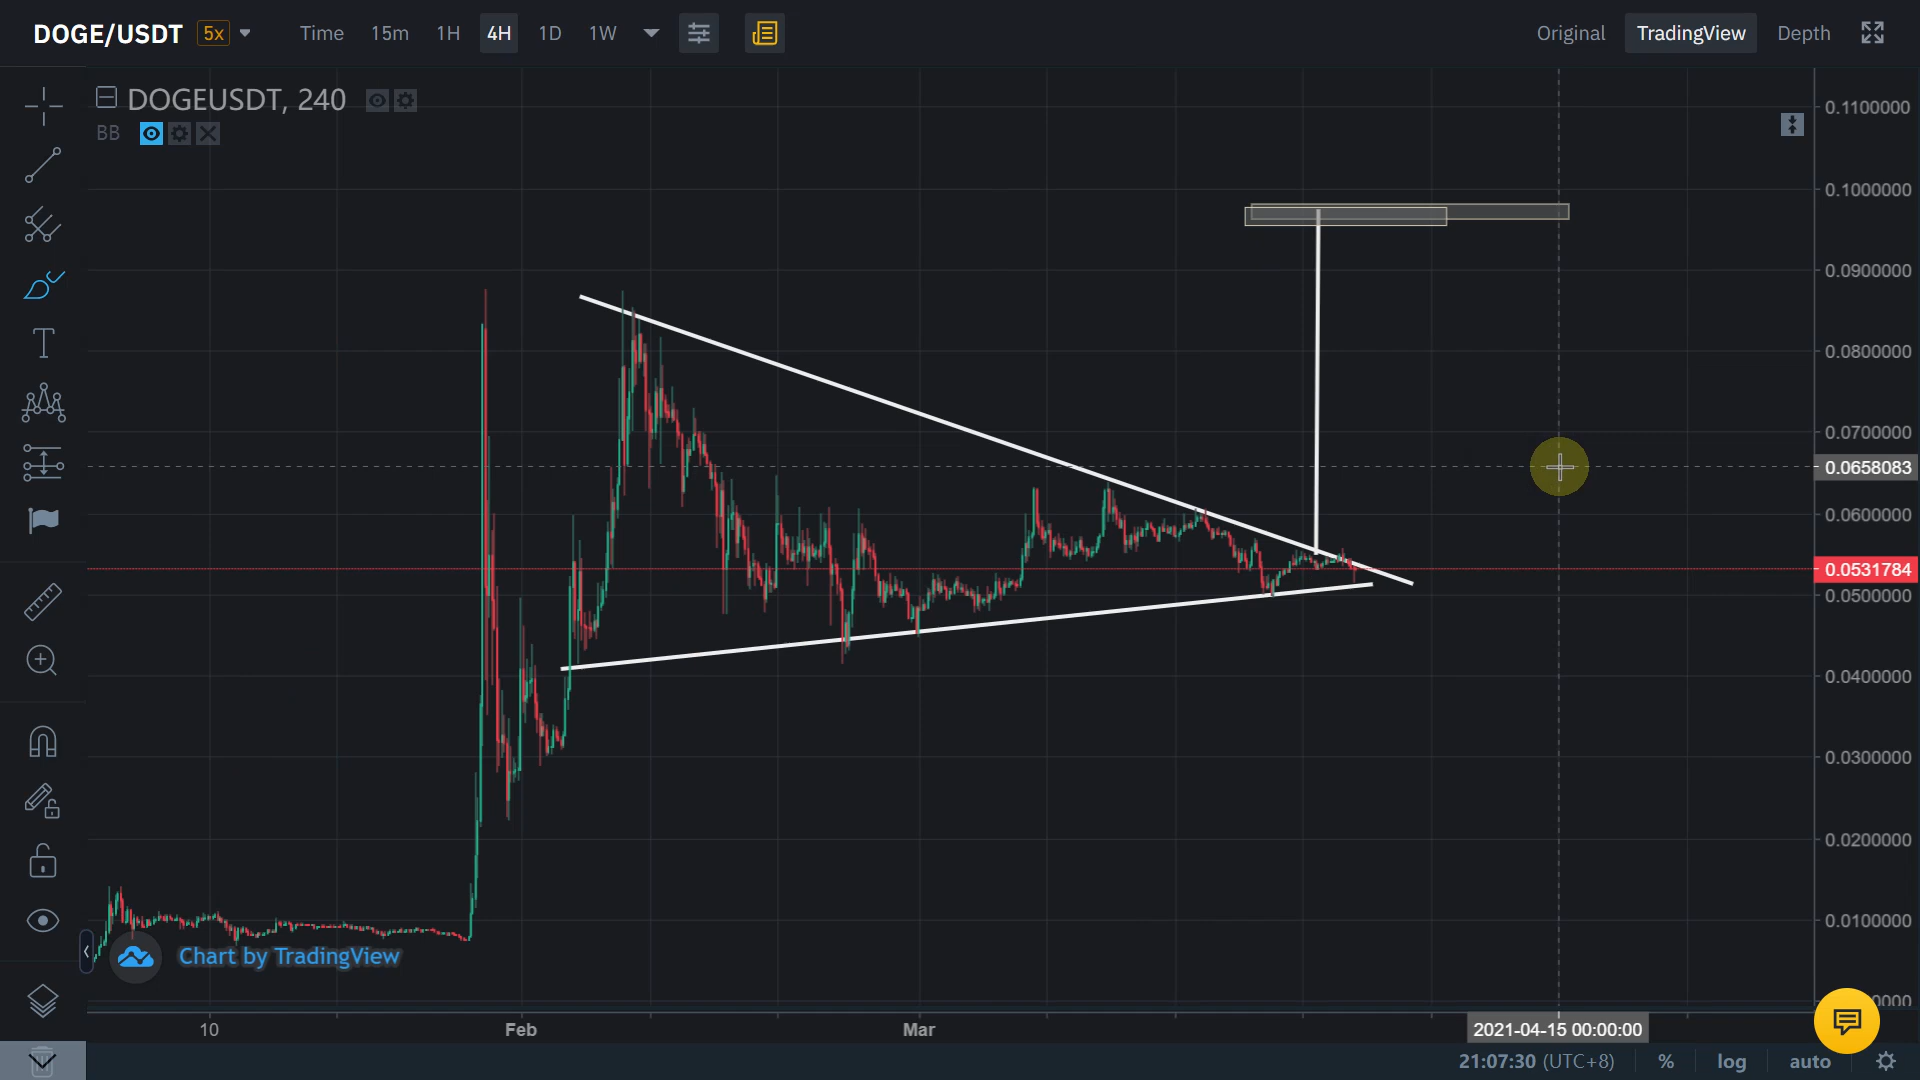 DOGE/USDT 5x Time 15m 1H 4H 1D 1W Original TradingView Depth
DOGEUSDT, 240
BB
0.1100000
0.1000000
0.0900000
0.0800000
0.0700000
0.0658083
0.0600000
0.0531784
0.0500000
0.0400000
0.0300000
0.0200000
0.0100000
Chart by TradingView
10 Feb Mar 2021-04-15 00:00:00
21:07:30 (UTC+8) % log auto